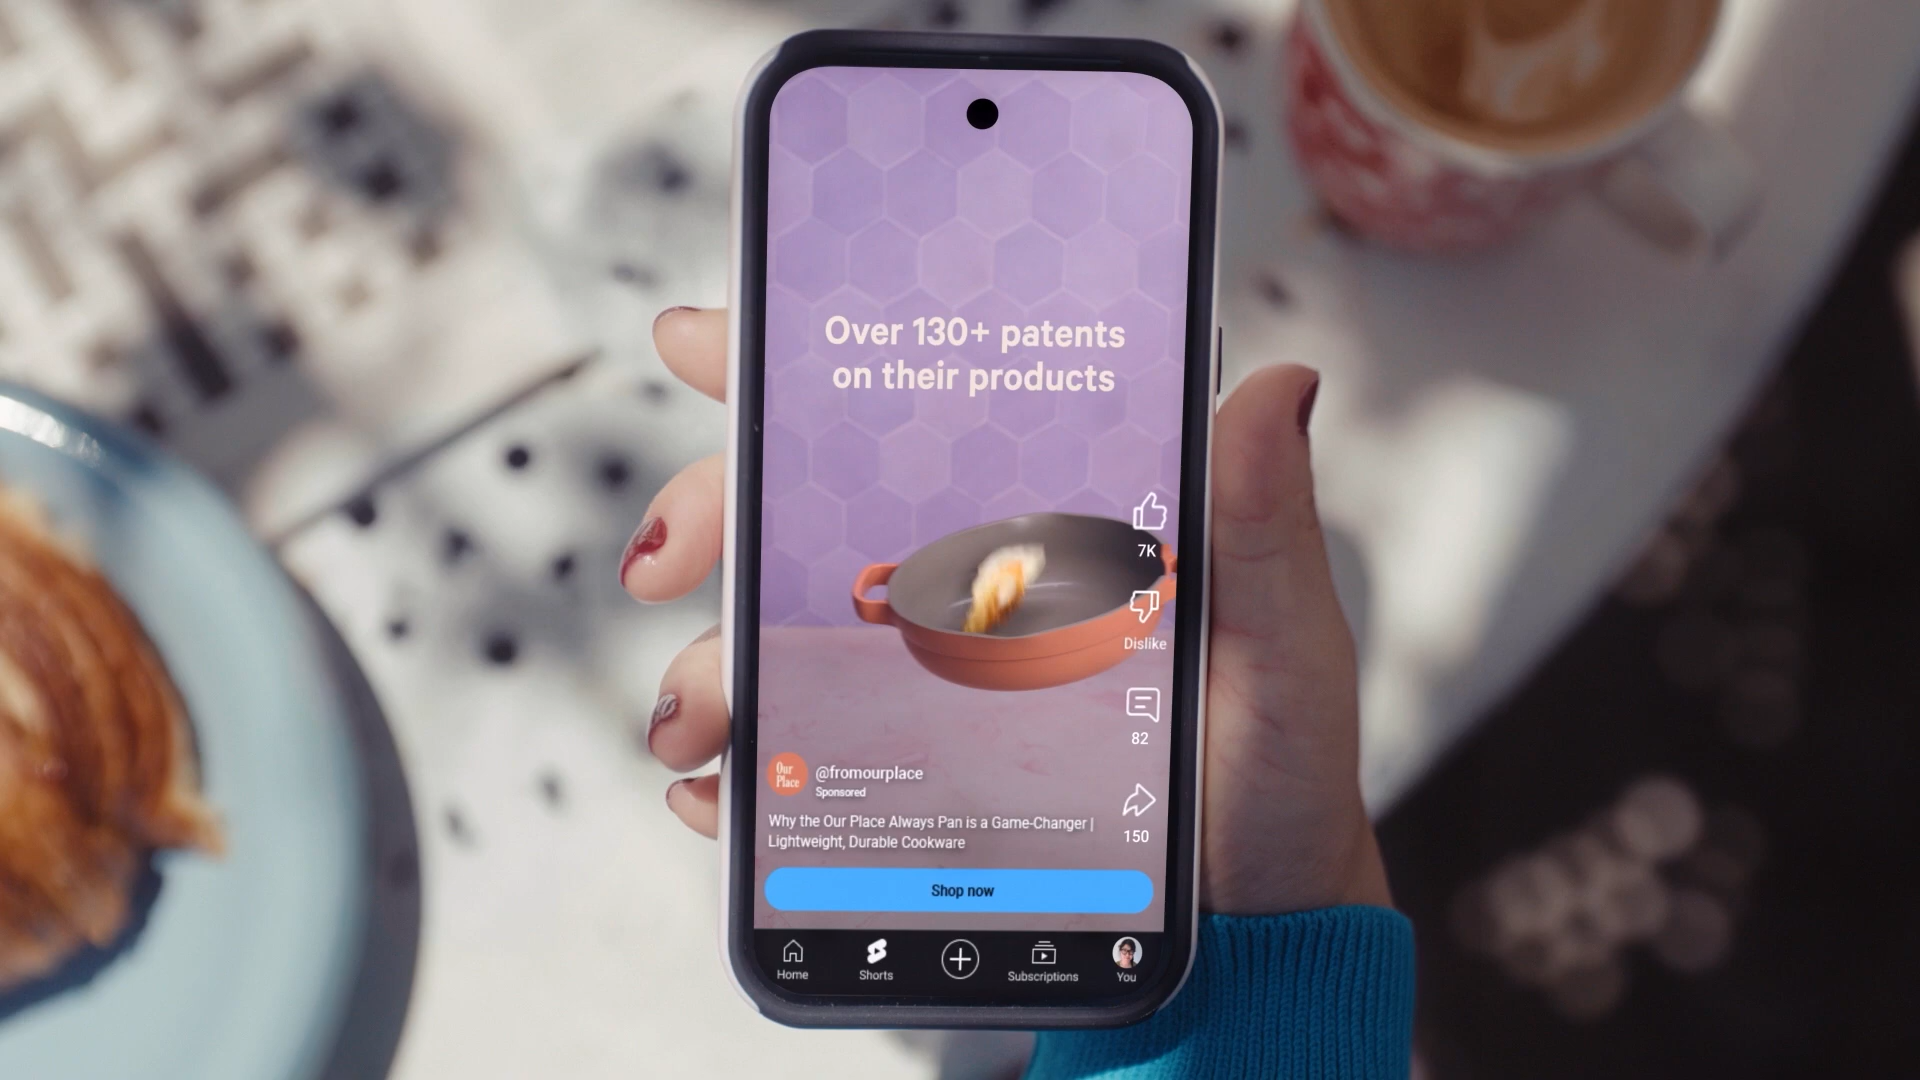 Over 130+ patents
on their products
7K
Dislike
82
Our
Place
@fromourplace
Sponsored
150
Why the Our Place Always Pan is a Game-Changer |
Lightweight, Durable Cookware
Shop now
Home
Shorts
Subscriptions
You